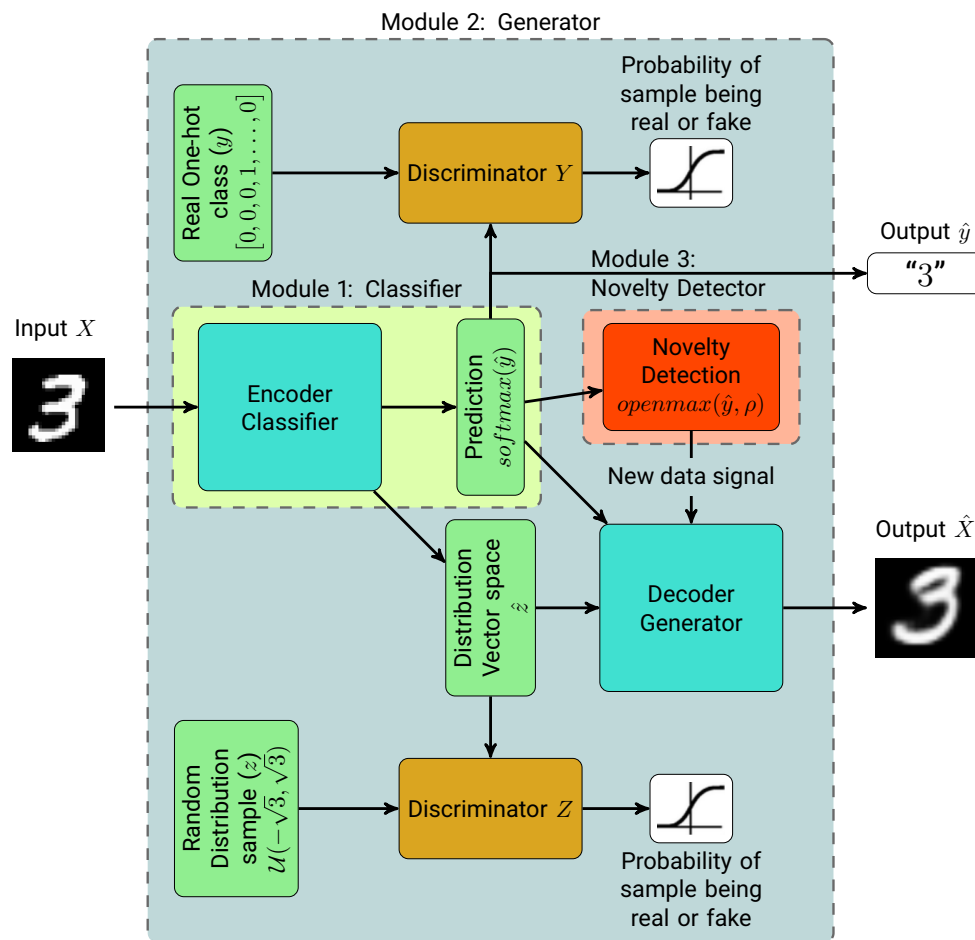 Module 2: Generator
Real One-hot
class (y)
[0, 0, 0, 1, . . . , 0]
Discriminator Y
Probability of
sample being
real or fake
Output ŷ
“3”
Module 1: Classifier
Module 3:
Novelty Detector
Input X
3
Encoder
Classifier
Prediction
softmax(ŷ)
Novelty
Detection
openmax(ŷ, ρ)
New data signal
Distribution
Vector space
ẑ
Decoder
Generator
Output X̂
3
Random
Distribution
sample (z)
𝒰(−√3, √3)
Discriminator Z
Probability of
sample being
real or fake